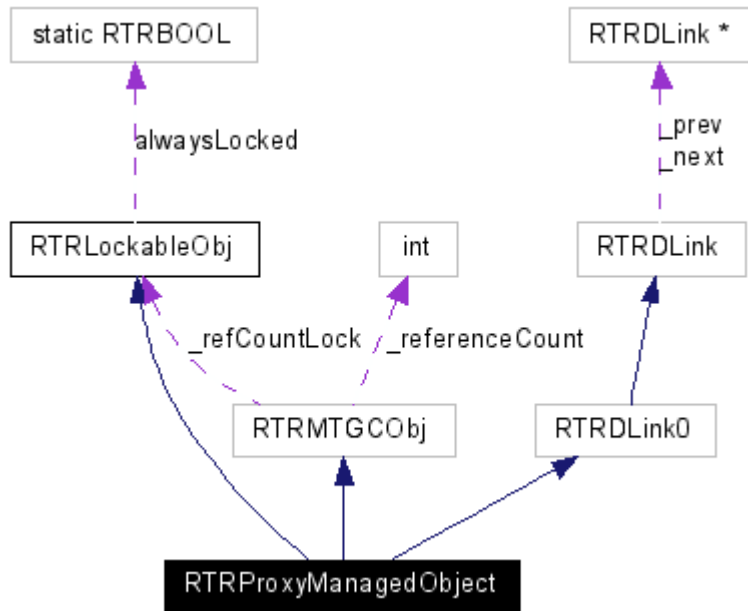 static RTRBOOL
RTRDLink *
alwaysLocked
_prev
_next
RTRLockableObj
int
RTRDLink
_refCountLock
_referenceCount
RTRMTGCObj
RTRDLink0
RTRProxyManagedObject